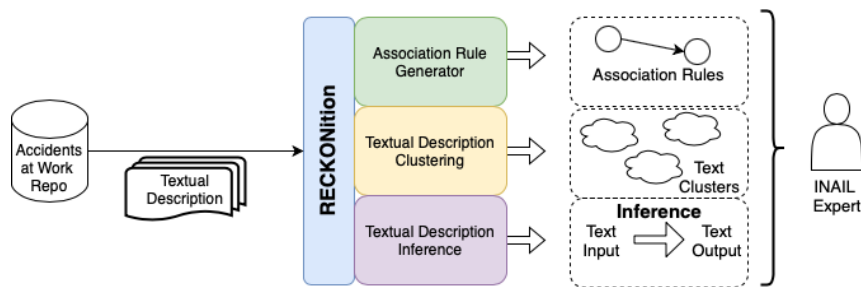 Accidents
at Work
Repo
Textual
Description
RECKONition
Association Rule
Generator
Textual Description
Clustering
Textual Description
Inference
Association Rules
Text
Clusters
Inference
Text
Input
Text
Output
INAIL
Expert